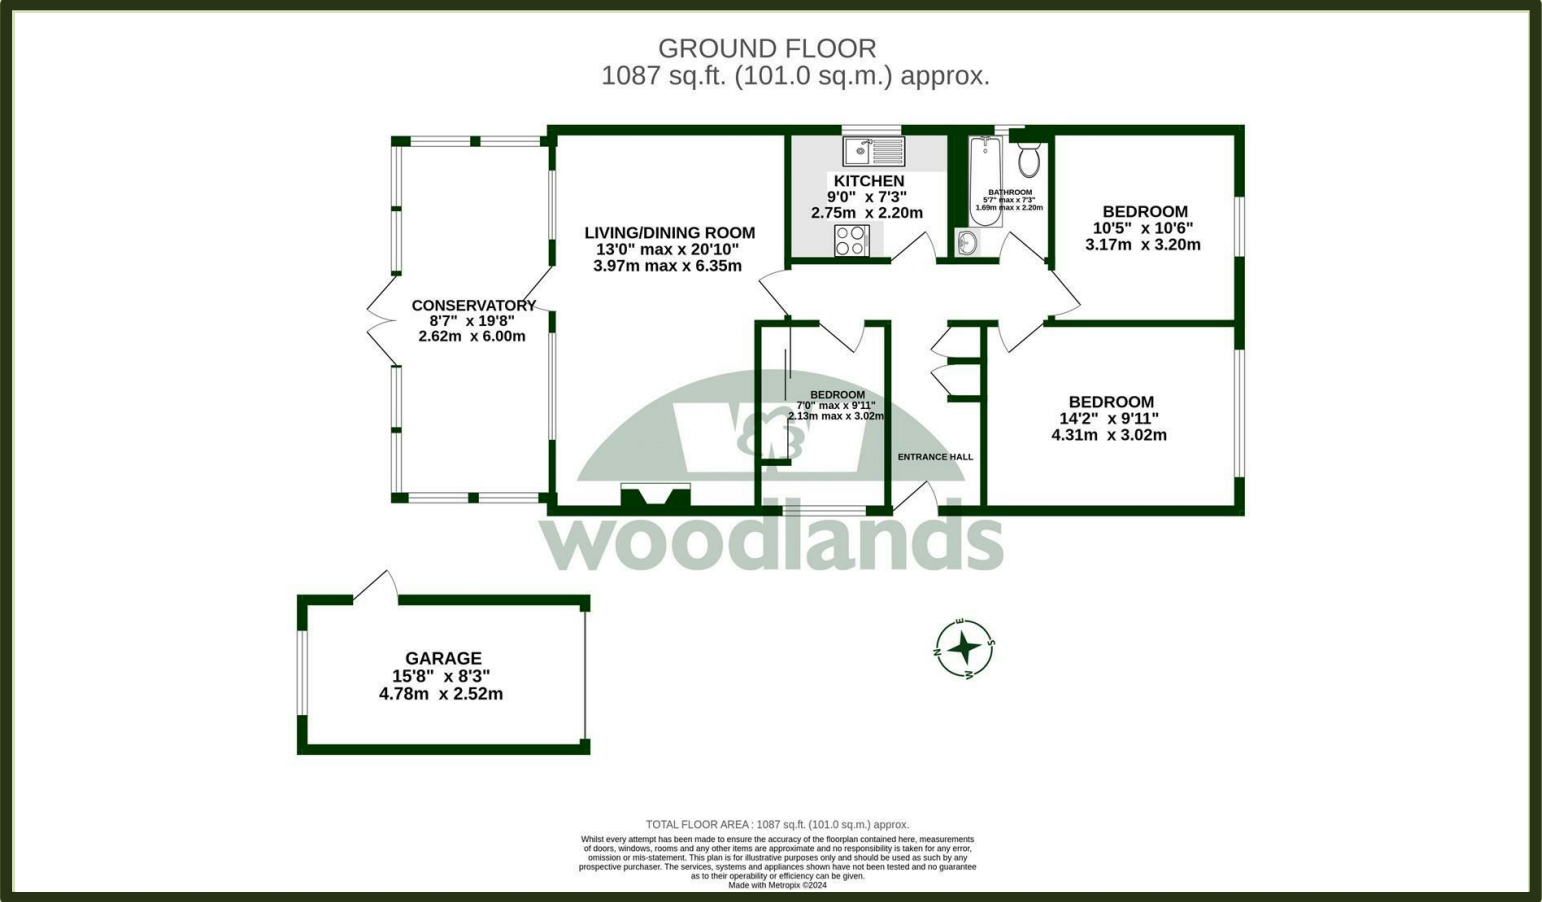 GROUND FLOOR
1087 sq.ft. (101.0 sq.m.) approx.
KITCHEN
9'0" x 7'3"
2.75m x 2.20m
BATHROOM
5'7" max x 7'3"
1.69m max x 2.20m
BEDROOM
10'5" x 10'6"
3.17m x 3.20m
LIVING/DINING ROOM
13'0" max x 20'10"
3.97m max x 6.35m
CONSERVATORY
8'7" x 19'8"
2.62m x 6.00m
BEDROOM
7'0" max x 9'11"
2.13m max x 3.02m
BEDROOM
14'2" x 9'11"
4.31m x 3.02m
ENTRANCE HALL
W
woodlands
GARAGE
15'8" x 8'3"
4.78m x 2.52m
E
N
S
W
TOTAL FLOOR AREA : 1087 sq.ft. (101.0 sq.m.) approx.
Whilst every attempt has been made to ensure the accuracy of the floorplan contained here, measurements
of doors, windows, rooms and any other items are approximate and no responsibility is taken for any error,
omission or mis-statement. This plan is for illustrative purposes only and should be used as such by any
prospective purchaser. The services, systems and appliances shown have not been tested and no guarantee
as to their operability or efficiency can be given.
Made with Metropix ©2024